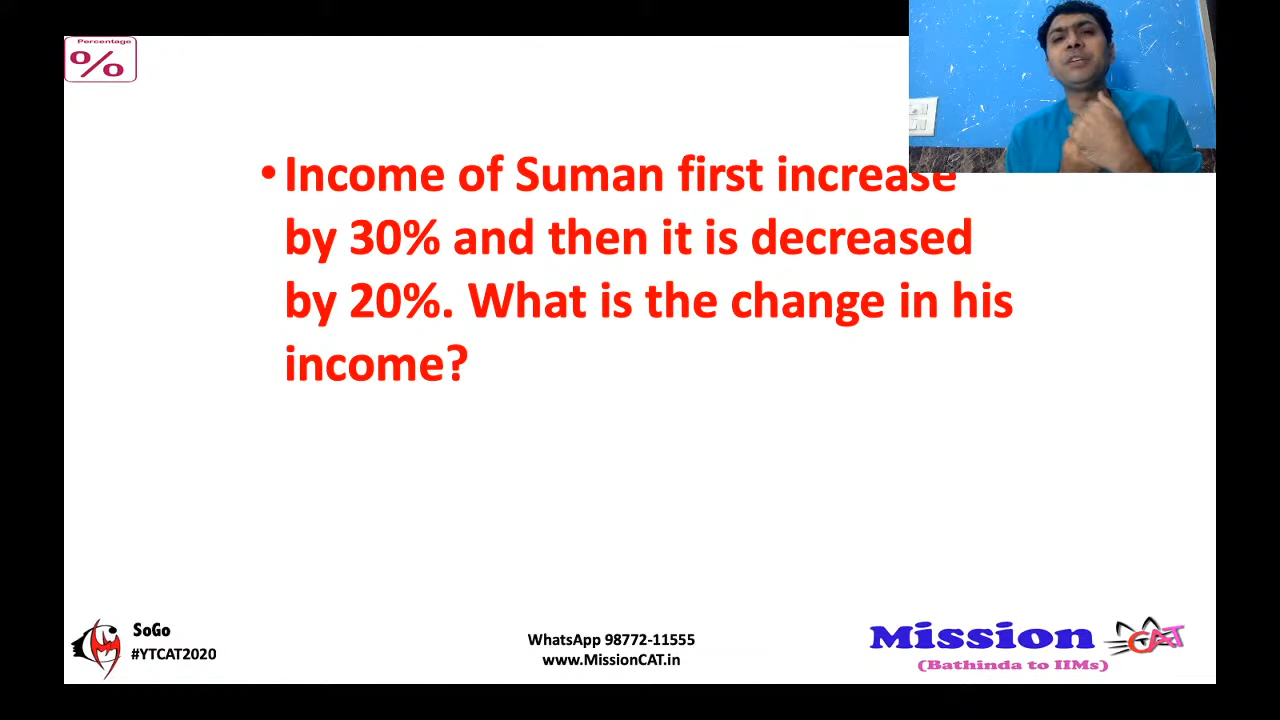 Percentage
%
• Income of Suman first increase
by 30% and then it is decreased
by 20%. What is the change in his
income?
SoGo
#YTCAT2020
WhatsApp 98772-11555
www.MissionCAT.in
Mission CAT
(Bathinda to IIMs)